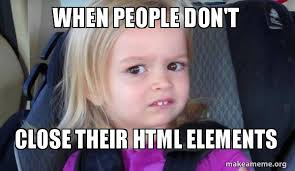 WHEN PEOPLE DON'T
CLOSE THEIR HTML ELEMENTS
makeameme.org